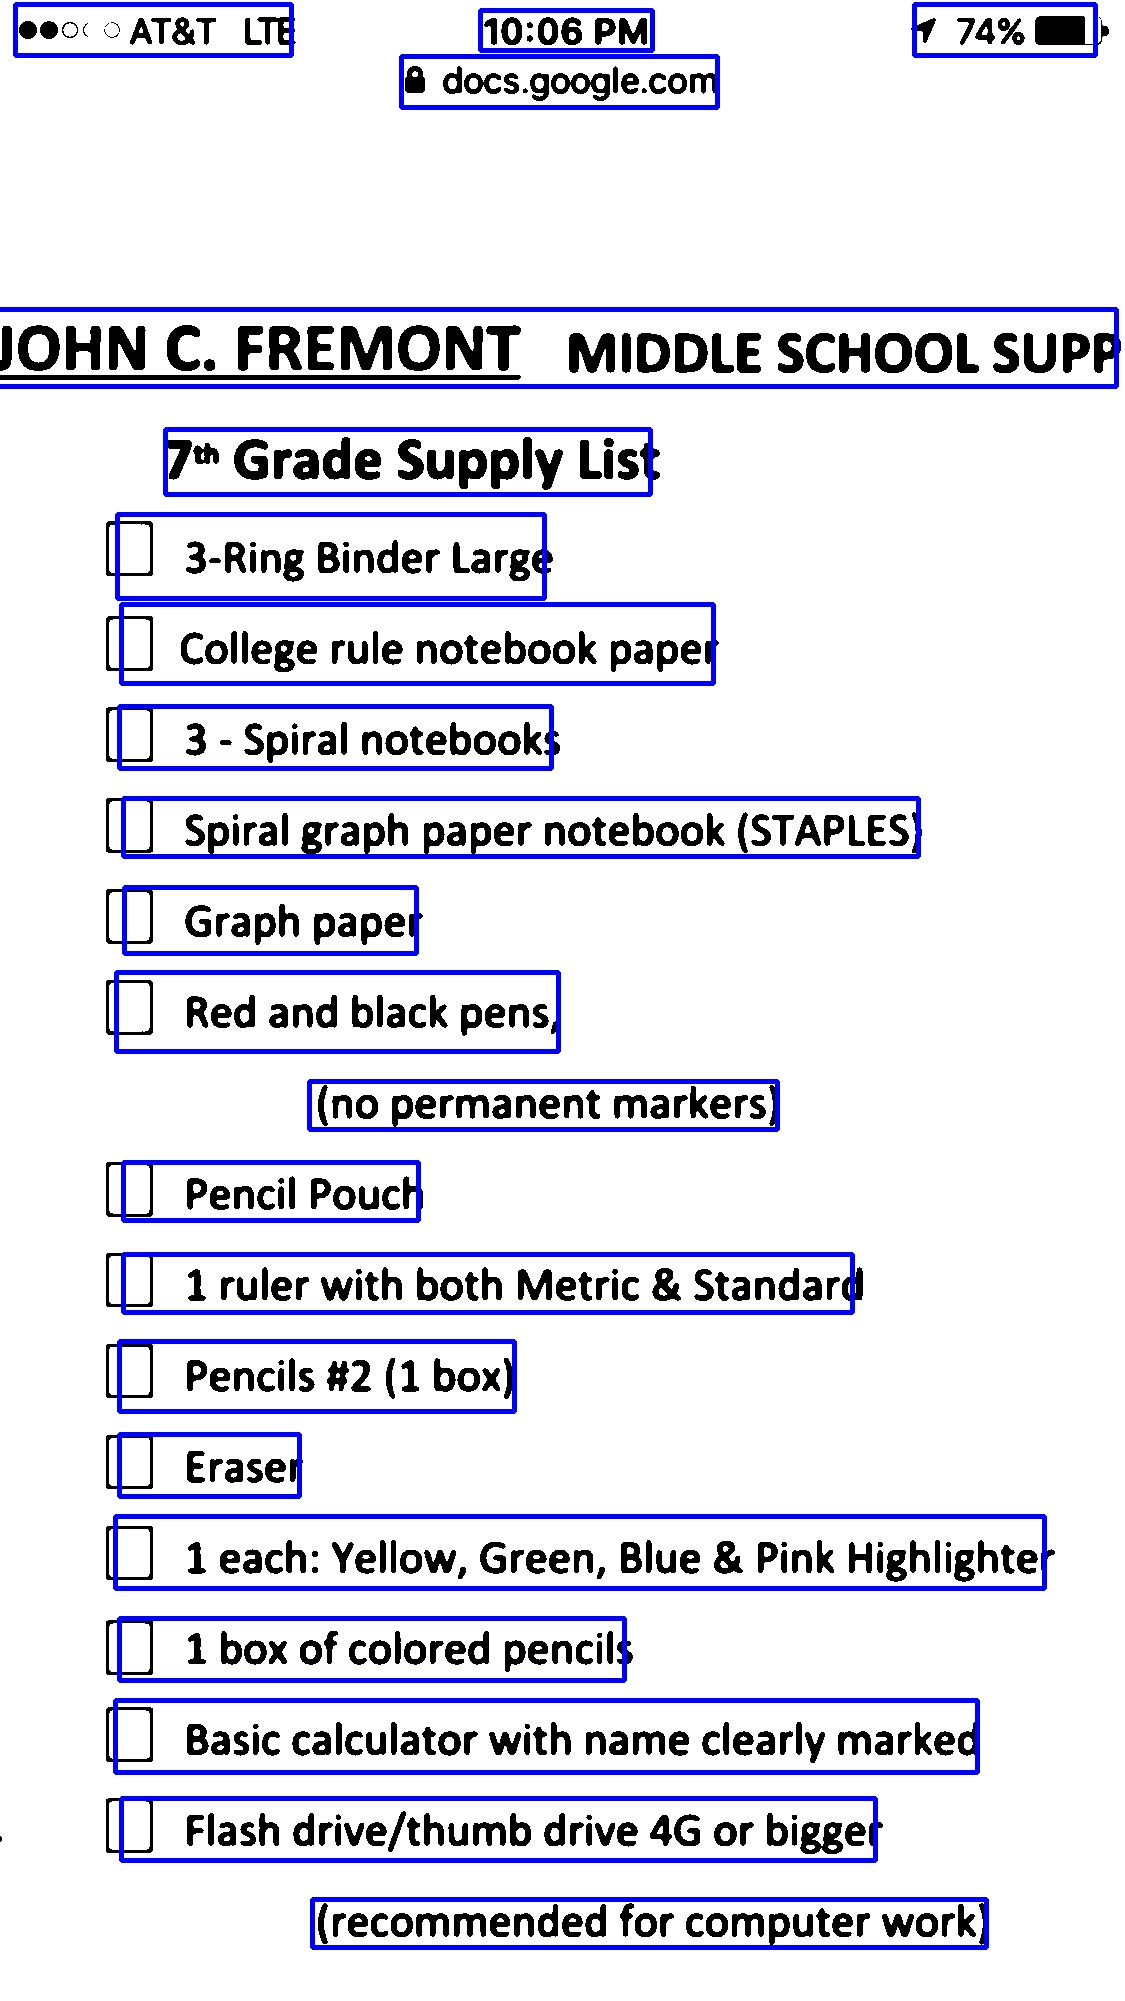 AT&T LTE 10:06 PM 74%
docs.google.com
JOHN C. FREMONT MIDDLE SCHOOL SUPP
7th Grade Supply List
3-Ring Binder Large
College rule notebook paper
3 - Spiral notebooks
Spiral graph paper notebook (STAPLES)
Graph paper
Red and black pens,
(no permanent markers)
Pencil Pouch
1 ruler with both Metric & Standard
Pencils #2 (1 box)
Eraser
1 each: Yellow, Green, Blue & Pink Highlighter
1 box of colored pencils
Basic calculator with name clearly marked
Flash drive/thumb drive 4G or bigger
(recommended for computer work)